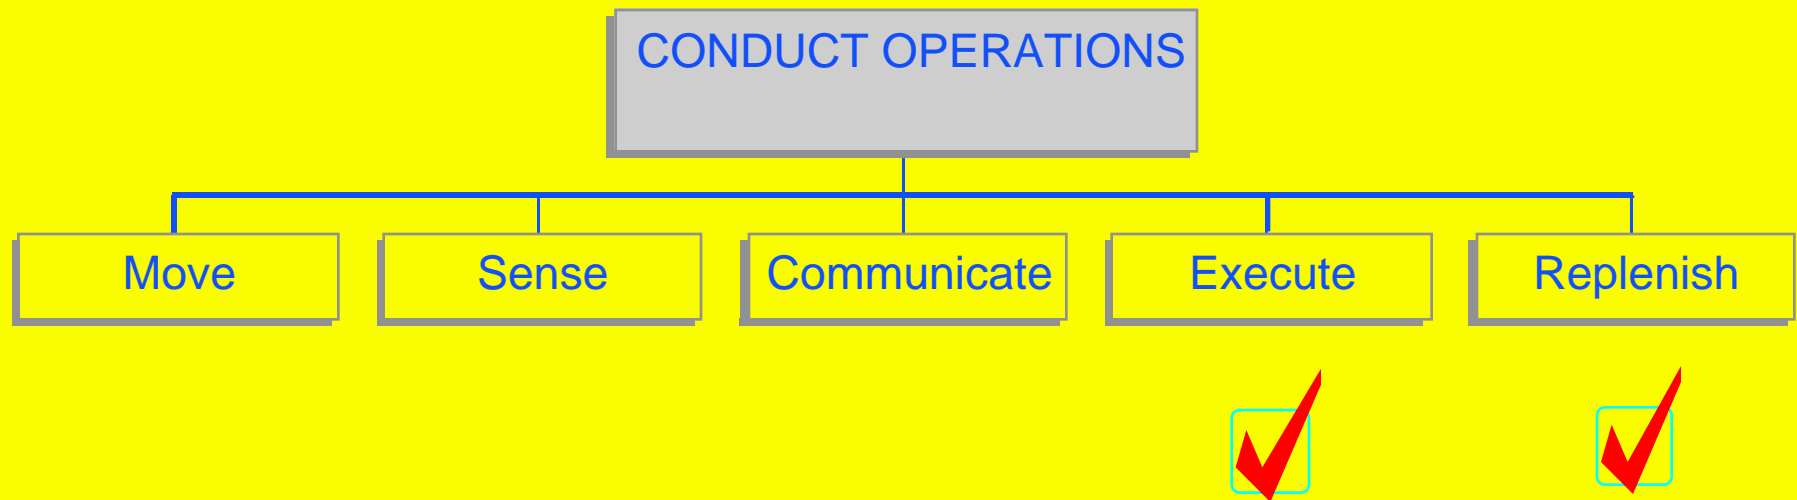 CONDUCT OPERATIONS
Move
Sense
Communicate
Execute
Replenish